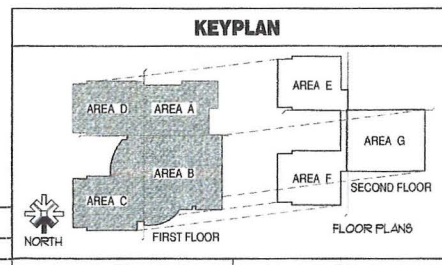 KEYPLAN
AREA E
AREA D
AREA A
AREA G
AREA B
AREA F
AREA C
SECOND FLOOR
NORTH
FIRST FLOOR
FLOOR PLANS